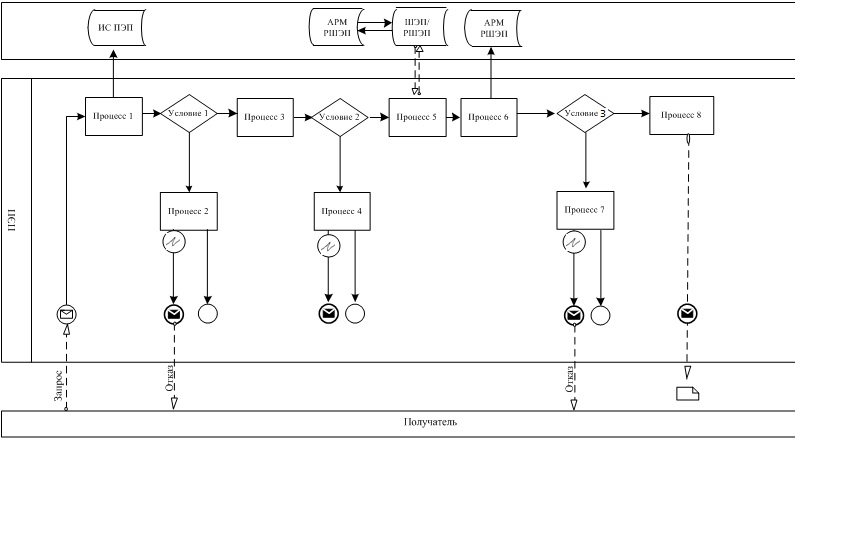 ИС ПЭП
АРМ
РШЭП
ШЭП/
РШЭП
АРМ
РШЭП
Процесс 1
Условие 1
Процесс 3
Условие 2
Процесс 5
Процесс 6
Условие 3
Процесс 8
Процесс 2
Процесс 4
Процесс 7
ПЭП
Запрос
Отказ
Отказ
Получатель